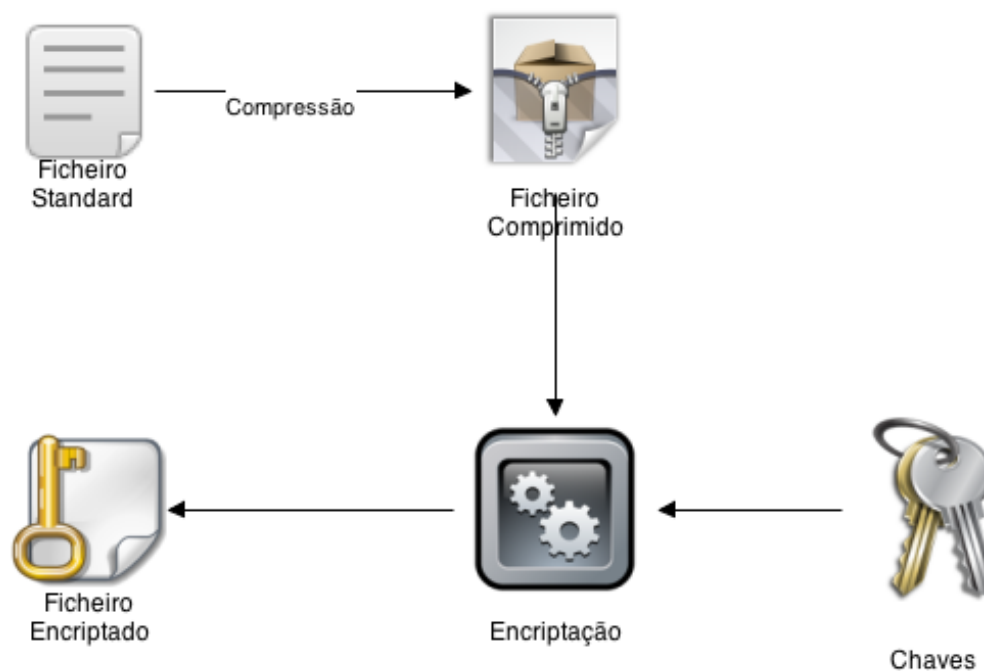 Compressão
Ficheiro
Standard
Ficheiro
Comprimido
Ficheiro
Encriptado
Encriptação
Chaves